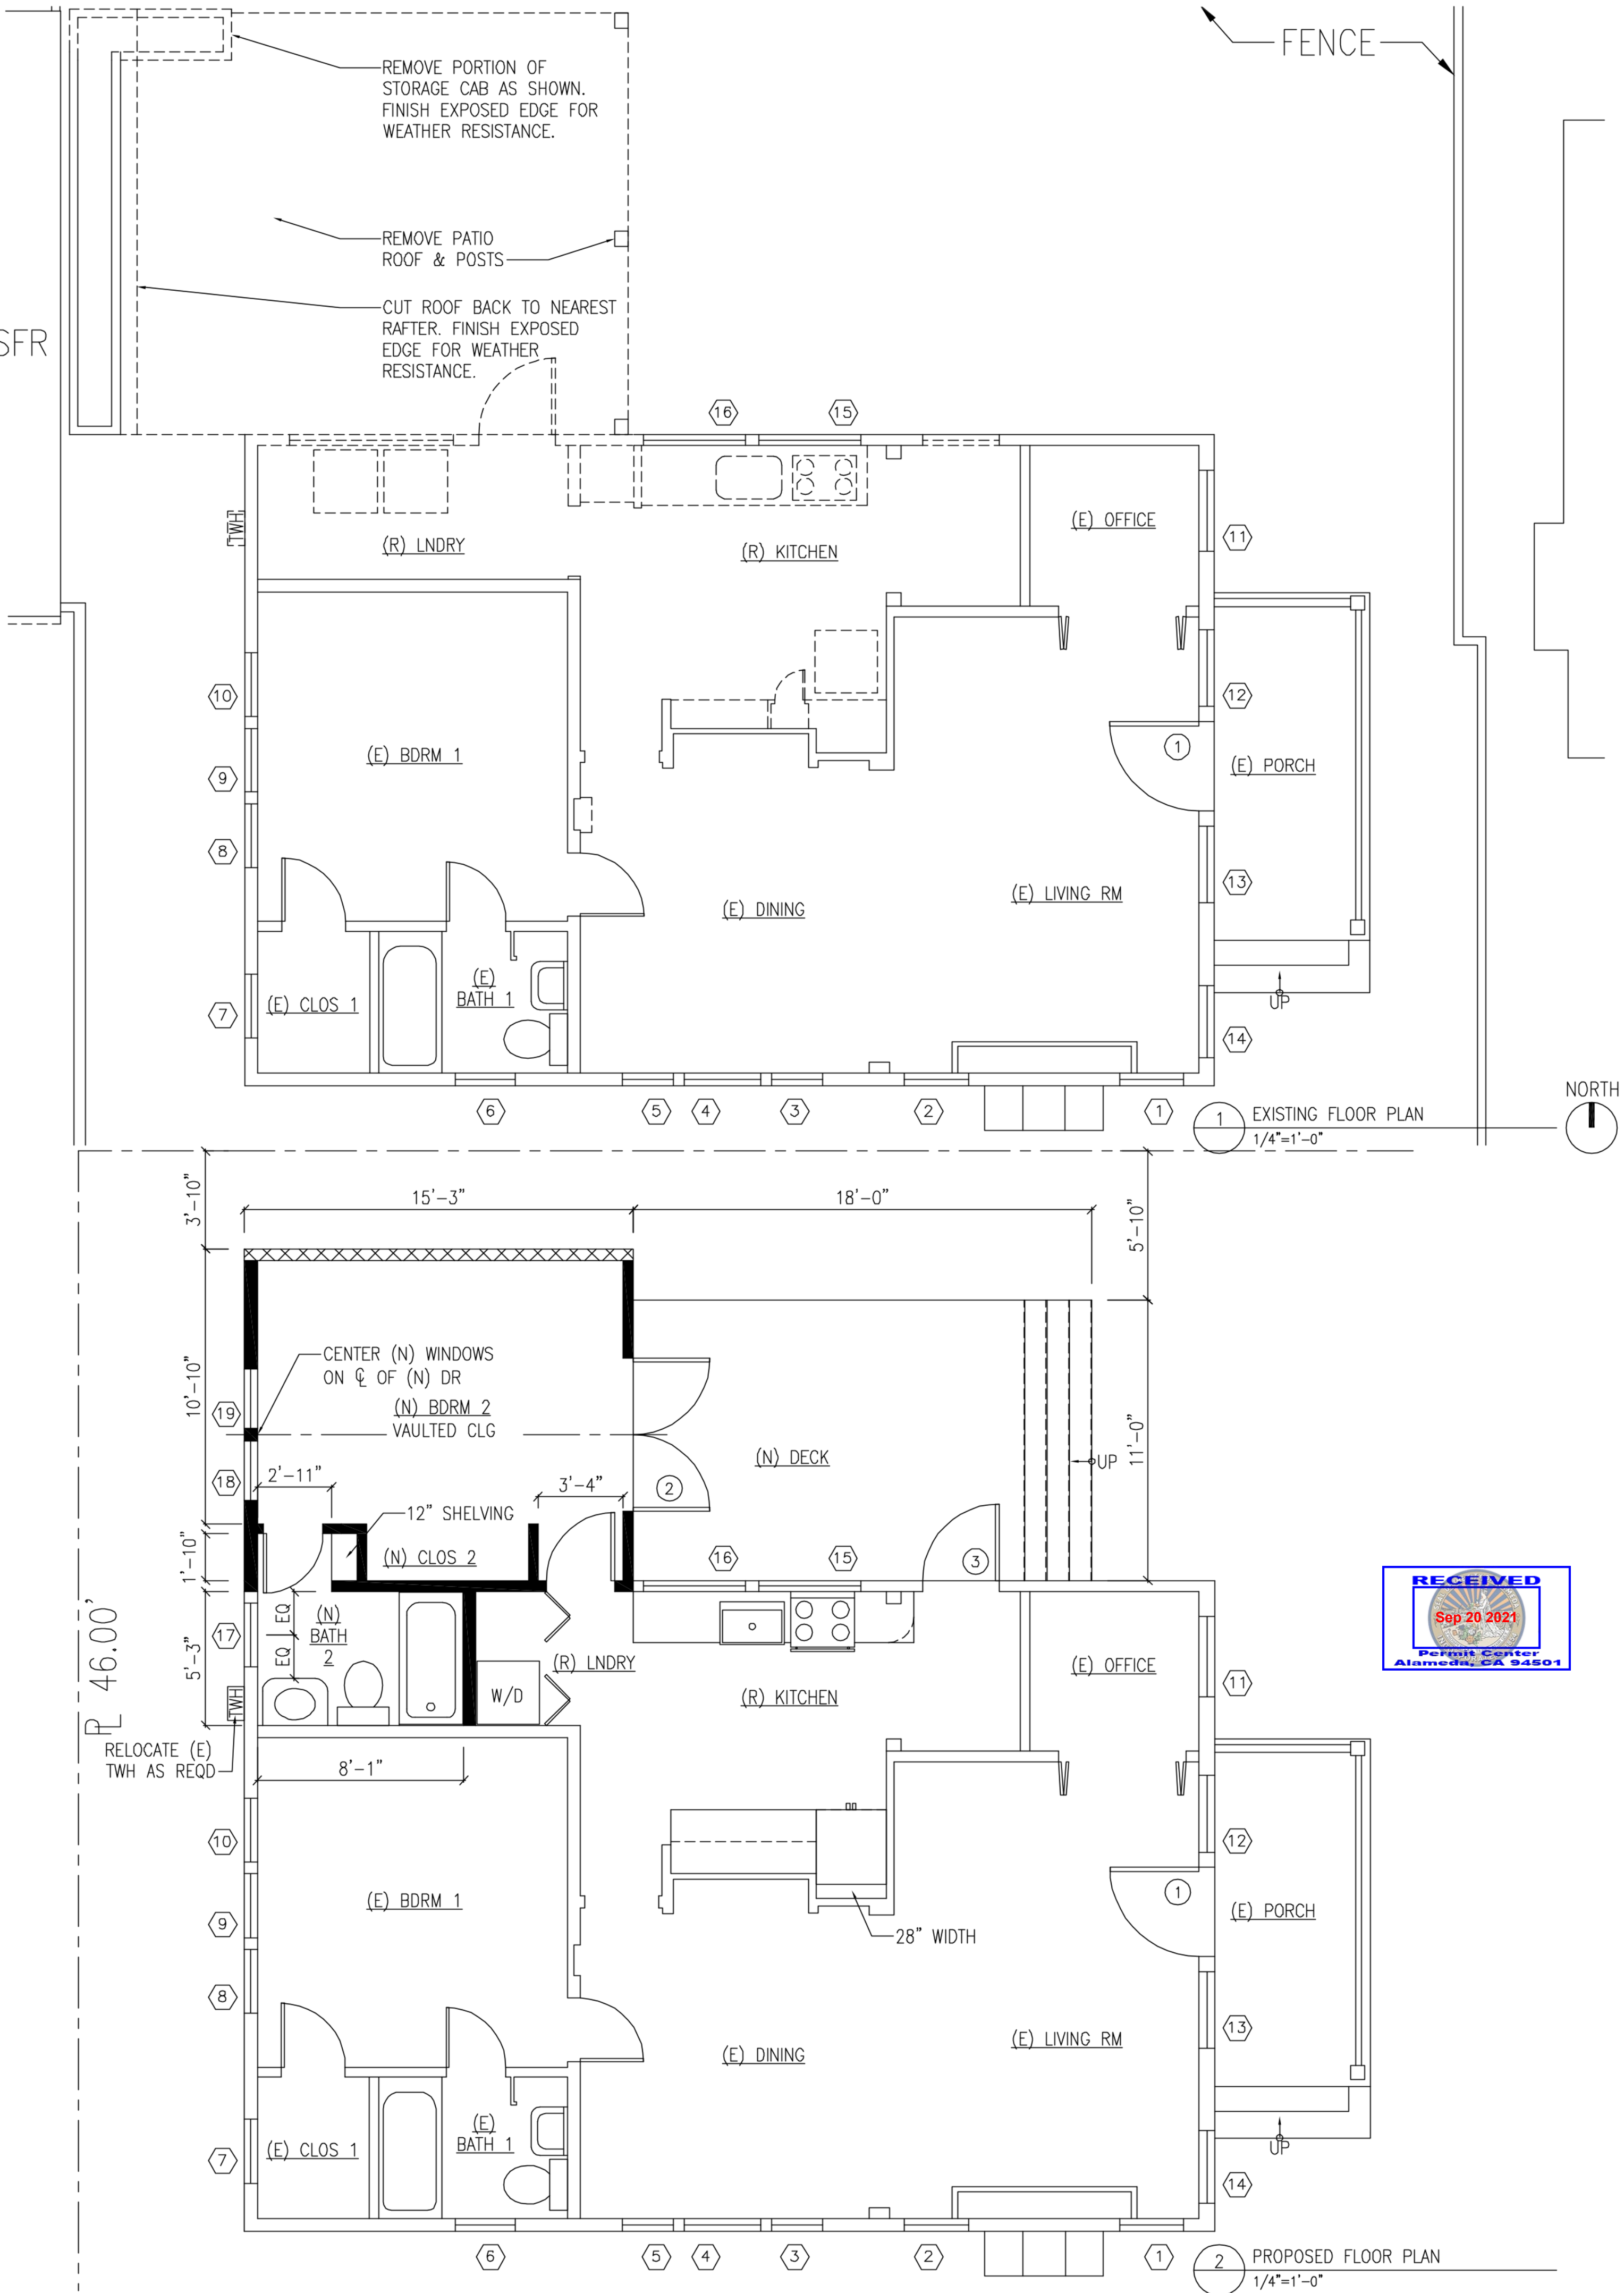 FENCE
REMOVE PORTION OF
STORAGE CAB AS SHOWN.
FINISH EXPOSED EDGE FOR
WEATHER RESISTANCE.
REMOVE PATIO
ROOF & POSTS
CUT ROOF BACK TO NEAREST
RAFTER. FINISH EXPOSED
EDGE FOR WEATHER
RESISTANCE.
SFR
16
15
TWH
(R) LNDRY
(R) KITCHEN
(E) OFFICE
11
10
12
(E) BDRM 1
1
(E) PORCH
9
8
13
(E) DINING
(E) LIVING RM
(E) CLOS 1
(E)
BATH 1
7
UP
14
6
5
4
3
2
1
1
EXISTING FLOOR PLAN
1/4"=1'-0"
NORTH
3'-10"
15'-3"
18'-0"
5'-10"
CENTER (N) WINDOWS
ON ℄ OF (N) DR
(N) BDRM 2
VAULTED CLG
10'-10"
19
18
2'-11"
3'-4"
2
(N) DECK
UP
11'-0"
12" SHELVING
(N) CLOS 2
1'-10"
16
15
3
RECEIVED
Sep 20 2021
Permit Center
Alameda, CA 94501
PL 46.00'
5'-3"
17
EQ
EQ
(N)
BATH
2
W/D
(R) LNDRY
(R) KITCHEN
(E) OFFICE
11
TWH
RELOCATE (E)
TWH AS REQD
8'-1"
10
12
(E) BDRM 1
1
(E) PORCH
9
28" WIDTH
8
13
(E) DINING
(E) LIVING RM
(E) CLOS 1
(E)
BATH 1
7
UP
14
6
5
4
3
2
1
2
PROPOSED FLOOR PLAN
1/4"=1'-0"